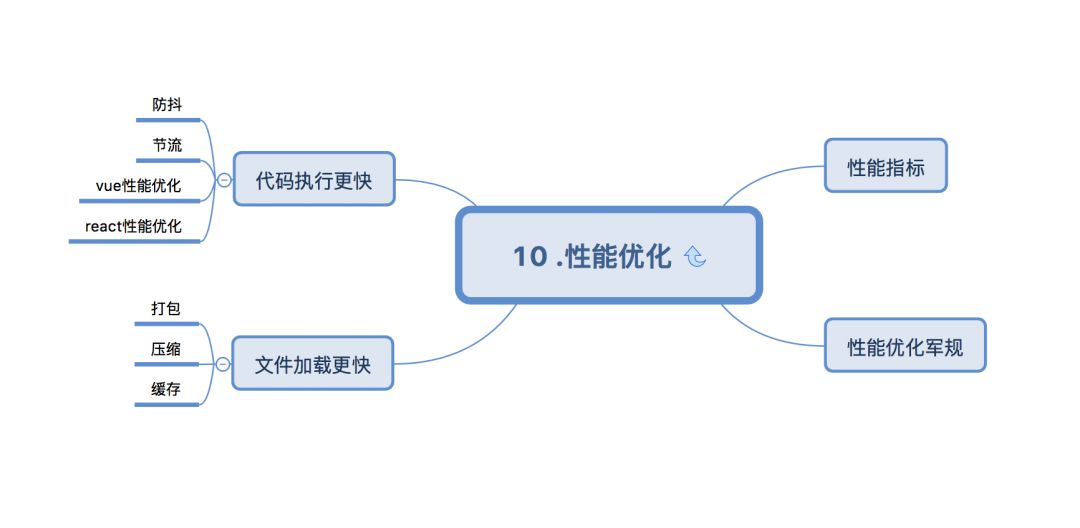 10 .性能优化
性能指标
性能优化军规
代码执行更快
防抖
节流
vue性能优化
react性能优化
文件加载更快
打包
压缩
缓存